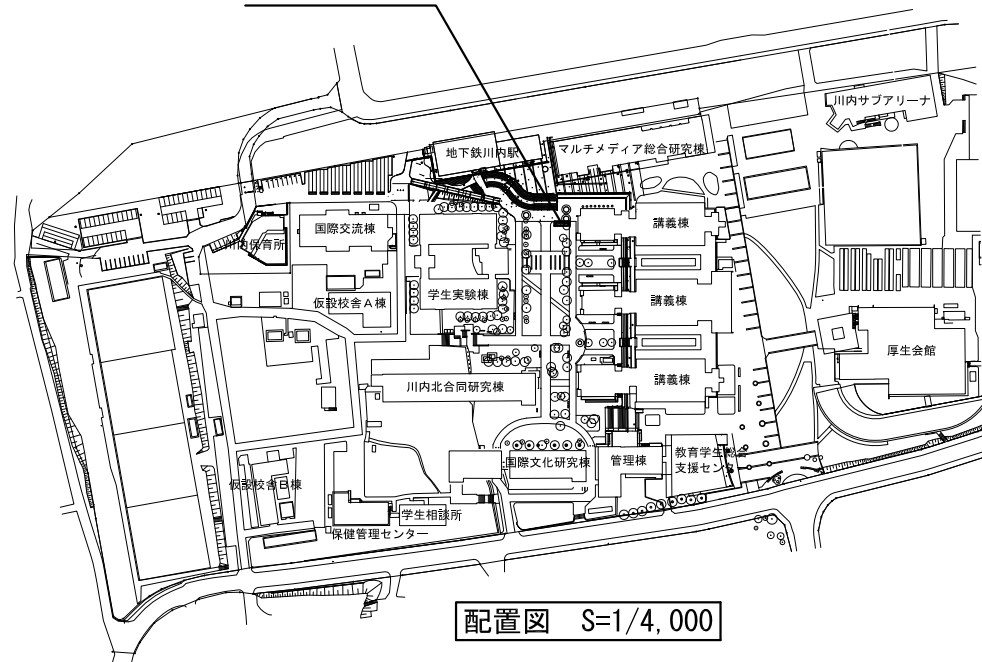 川内サブアリーナ
地下鉄川内駅
マルチメディア総合研究棟
川内保育所
国際交流棟
講義棟
学生実験棟
仮設校舎A棟
講義棟
厚生会館
川内北合同研究棟
講義棟
国際文化研究棟
管理棟
教育学生総合
支援センター
仮設校舎B棟
学生相談所
保健管理センター
配置図 S=1/4,000